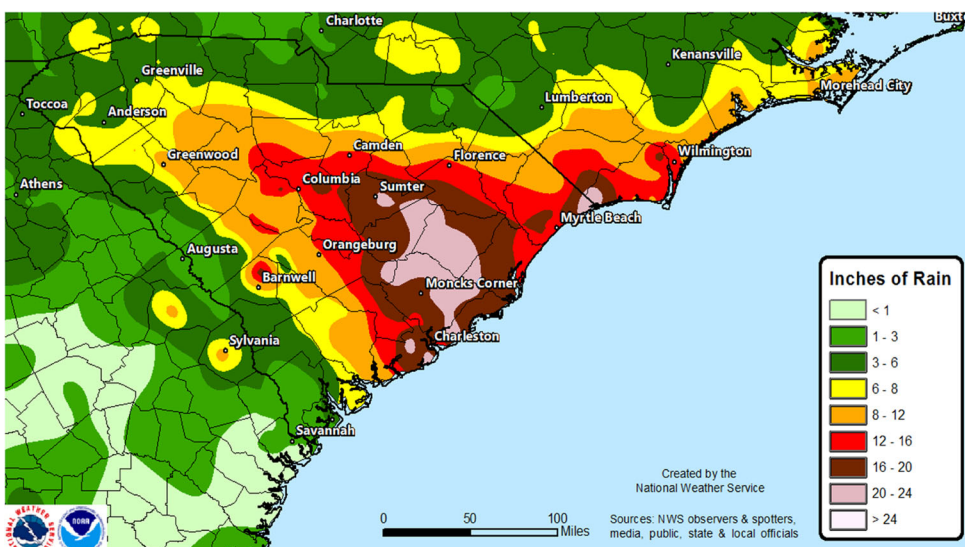 Charlotte
Greenville
Kenansville
Toccoa
Anderson
Lumberton
Morehead City
Greenwood
Camden
Florence
Wilmington
Athens
Columbia
Sumter
Myrtle Beach
Augusta
Orangeburg
Barnwell
Moncks Corner
Sylvania
Charleston
Savannah
Inches of Rain
< 1
1 - 3
3 - 6
6 - 8
8 - 12
12 - 16
16 - 20
20 - 24
> 24
Created by the
National Weather Service
0 50 100
Miles
Sources: NWS observers & spotters,
media, public, state & local officials
NOAA